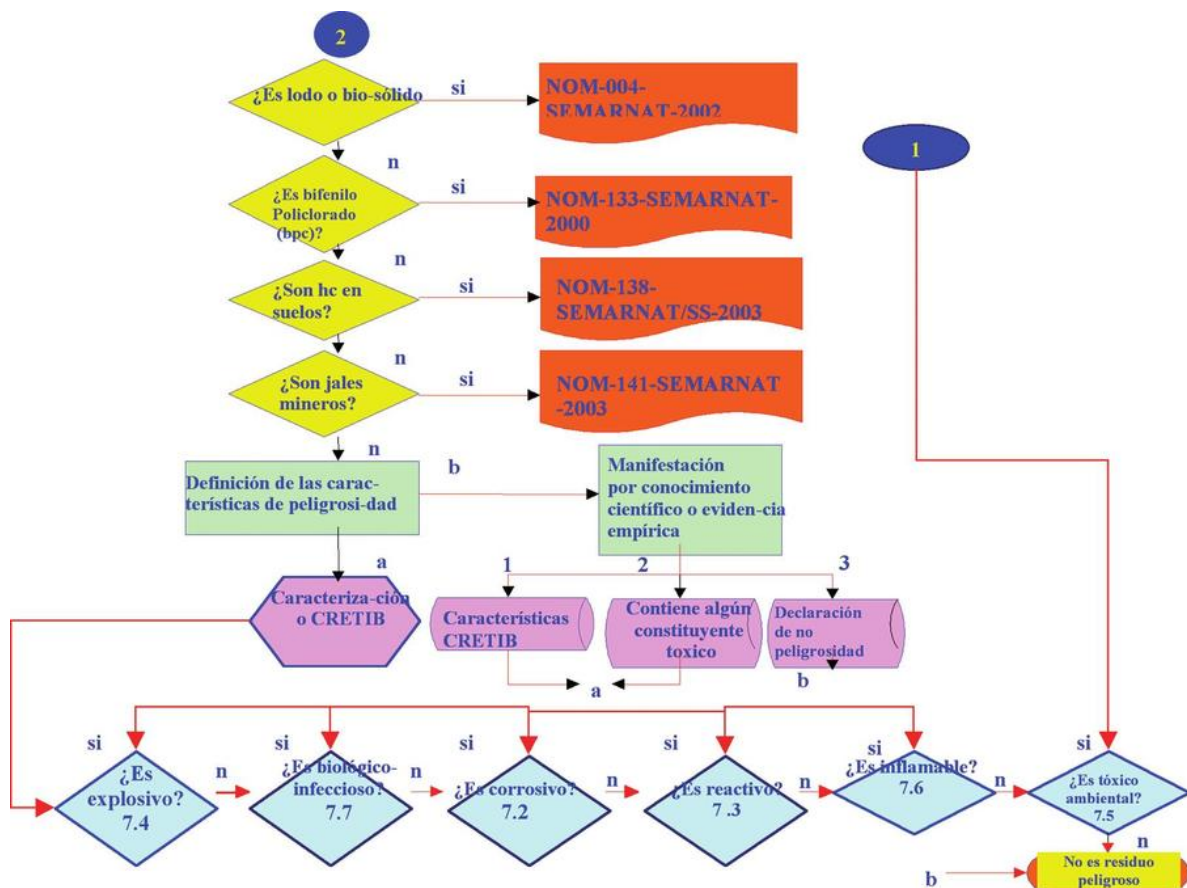 2
¿Es lodo o bio-sólido
si
NOM-004-
SEMARNAT-2002
1
n
¿Es bifenilo
Policlorado
(bpc)?
si
NOM-133-SEMARNAT-
2000
n
¿Son hc en
suelos?
si
NOM-138-
SEMARNAT/SS-2003
n
¿Son jales
mineros?
si
NOM-141-SEMARNAT
-2003
n
Definición de las carac-
terísticas de peligrosi-dad
b
Manifestación
por conocimiento
científico o eviden-cia
empírica
a
1
2
3
Caracteriza-ción
o CRETIB
Características
CRETIB
Contiene algún
constituyente
toxico
Declaración
de no
peligrosidad
a
b
si
¿Es
explosivo?
7.4
n
si
¿Es biológico-
infeccioso?
7.7
n
si
¿Es corrosivo?
7.2
n
si
¿Es reactivo?
7 .3
n
si
¿Es inflamable?
7.6
n
si
¿Es tóxico
ambiental?
7.5
n
b
No es residuo
peligroso